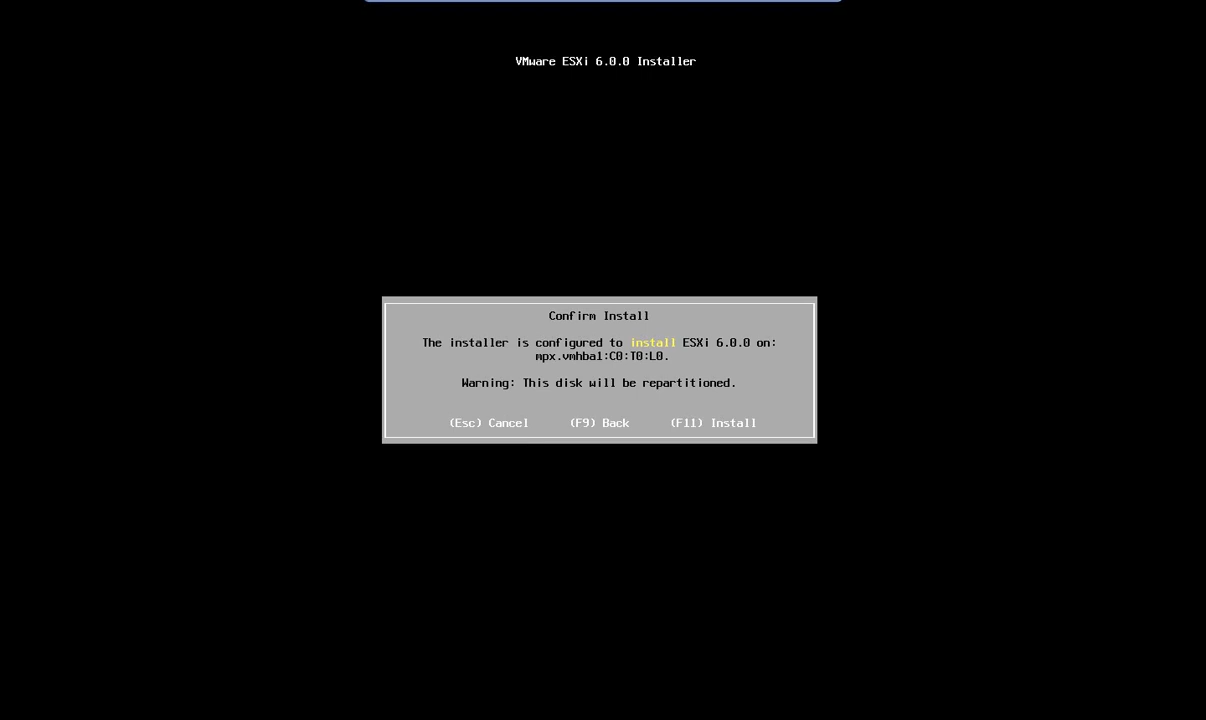 VMware ESXi 6.0.0 Installer
Confirm Install
The installer is configured to install ESXi 6.0.0 on:
mpx.vmhba1:C0:T0:L0.
Warning: This disk will be repartitioned.
(Esc) Cancel (F9) Back (F11) Install